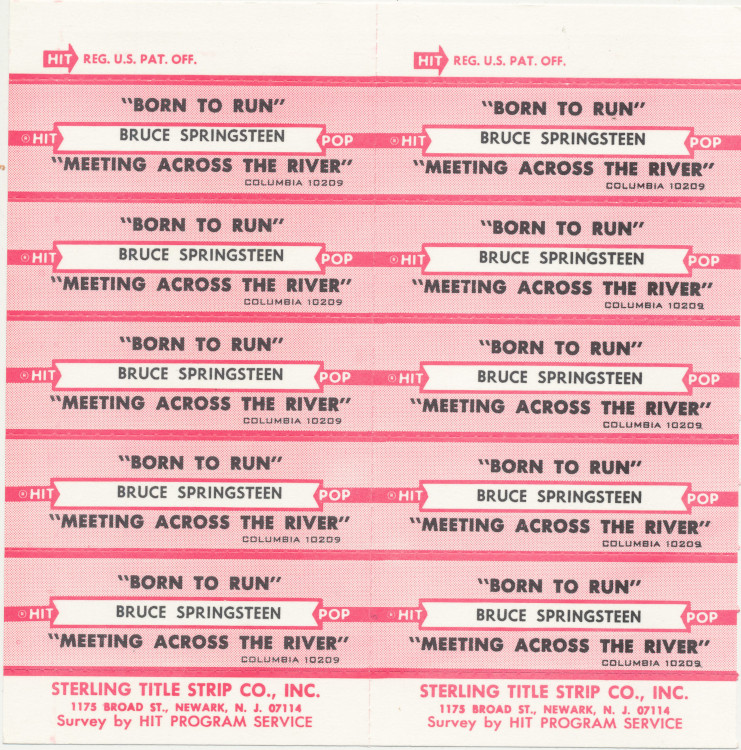 HIT REG. U.S. PAT. OFF. HIT REG. U.S. PAT. OFF.
"BORN TO RUN" "BORN TO RUN"
® HIT BRUCE SPRINGSTEEN POP ® HIT BRUCE SPRINGSTEEN POP
"MEETING ACROSS THE RIVER" "MEETING ACROSS THE RIVER"
COLUMBIA 10209 COLUMBIA 10209
"BORN TO RUN" "BORN TO RUN"
® HIT BRUCE SPRINGSTEEN POP ® HIT BRUCE SPRINGSTEEN POP
"MEETING ACROSS THE RIVER" "MEETING ACROSS THE RIVER"
COLUMBIA 10209 COLUMBIA 10209
"BORN TO RUN" "BORN TO RUN"
® HIT BRUCE SPRINGSTEEN POP ® HIT BRUCE SPRINGSTEEN POP
"MEETING ACROSS THE RIVER" "MEETING ACROSS THE RIVER"
COLUMBIA 10209 COLUMBIA 10209
"BORN TO RUN" "BORN TO RUN"
® HIT BRUCE SPRINGSTEEN POP ® HIT BRUCE SPRINGSTEEN POP
"MEETING ACROSS THE RIVER" "MEETING ACROSS THE RIVER"
COLUMBIA 10209 COLUMBIA 10209
"BORN TO RUN" "BORN TO RUN"
® HIT BRUCE SPRINGSTEEN POP ® HIT BRUCE SPRINGSTEEN POP
"MEETING ACROSS THE RIVER" "MEETING ACROSS THE RIVER"
COLUMBIA 10209 COLUMBIA 10209
STERLING TITLE STRIP CO., INC. STERLING TITLE STRIP CO., INC.
1175 BROAD ST., NEWARK, N. J. 07114 1175 BROAD ST., NEWARK, N. J. 07114
Survey by HIT PROGRAM SERVICE Survey by HIT PROGRAM SERVICE